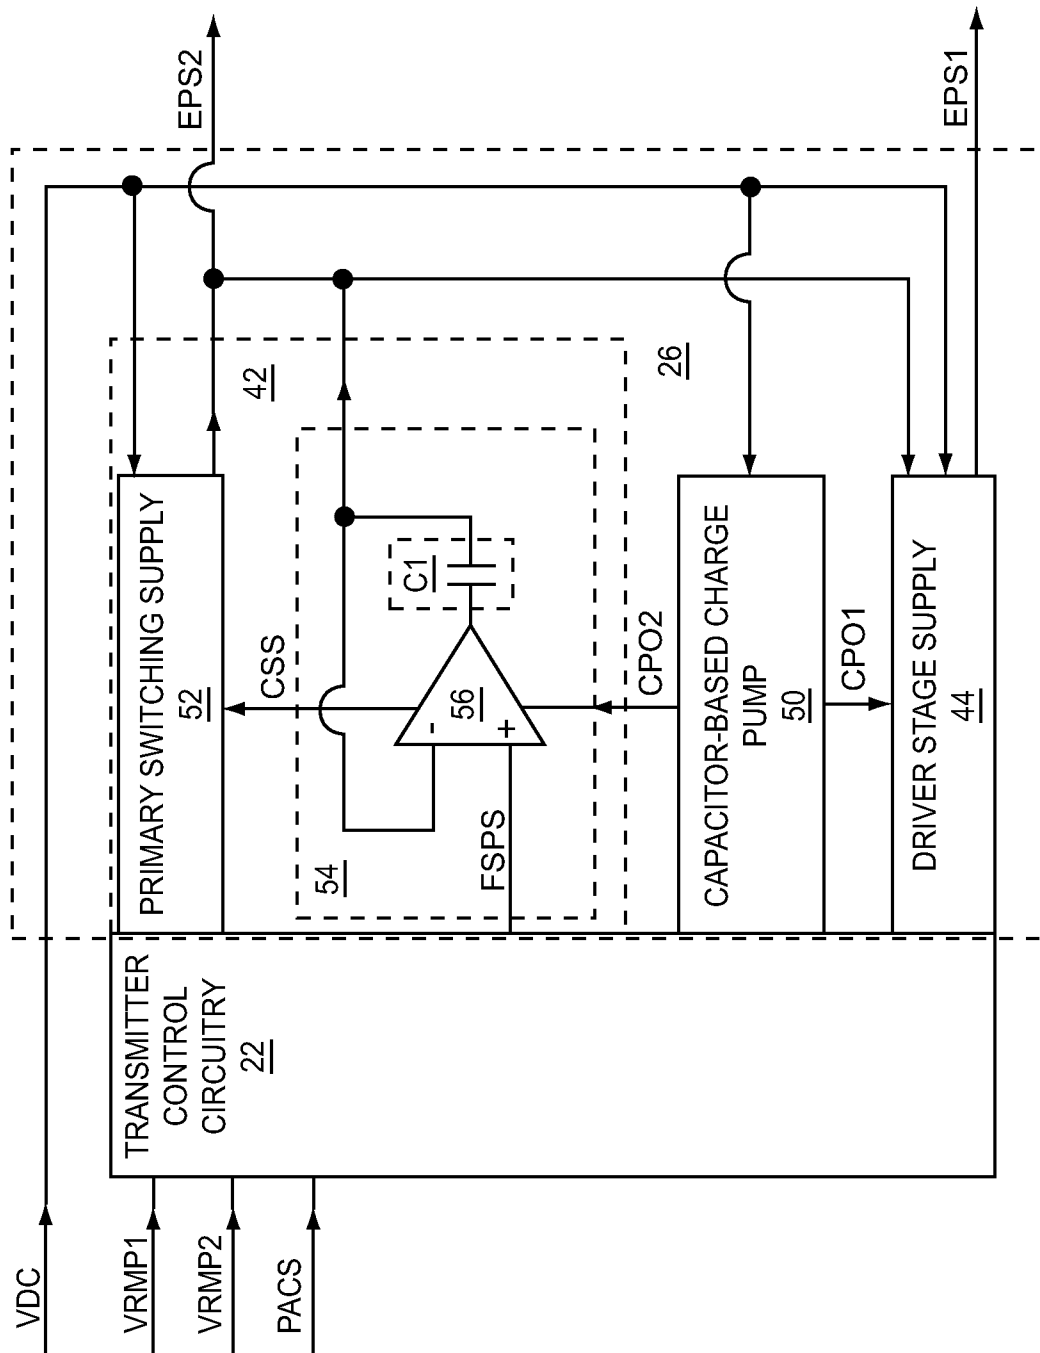 VDC
VRMP1
VRMP2
PACS
TRANSMITTER
CONTROL
CIRCUITRY
22
PRIMARY SWITCHING SUPPLY
52
CSS
54
FSPS
-
+
56
C1
42
26
CPO2
CAPACITOR-BASED CHARGE
PUMP
50
CPO1
DRIVER STAGE SUPPLY
44
EPS2
EPS1